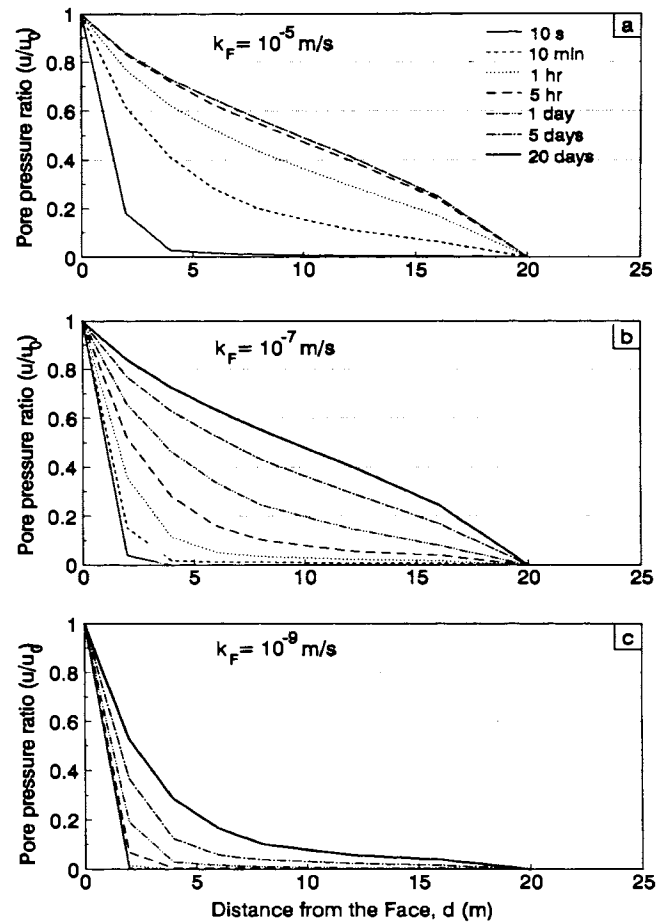 a
k_F = 10^-5 m/s
10 s
10 min
1 hr
5 hr
1 day
5 days
20 days
Pore pressure ratio (u/u_0)
1
0.8
0.6
0.4
0.2
0
0 5 10 15 20 25
b
k_F = 10^-7 m/s
Pore pressure ratio (u/u_0)
1
0.8
0.6
0.4
0.2
0
0 5 10 15 20 25
c
k_F = 10^-9 m/s
Pore pressure ratio (u/u_0)
1
0.8
0.6
0.4
0.2
0
0 5 10 15 20 25
Distance from the Face, d (m)